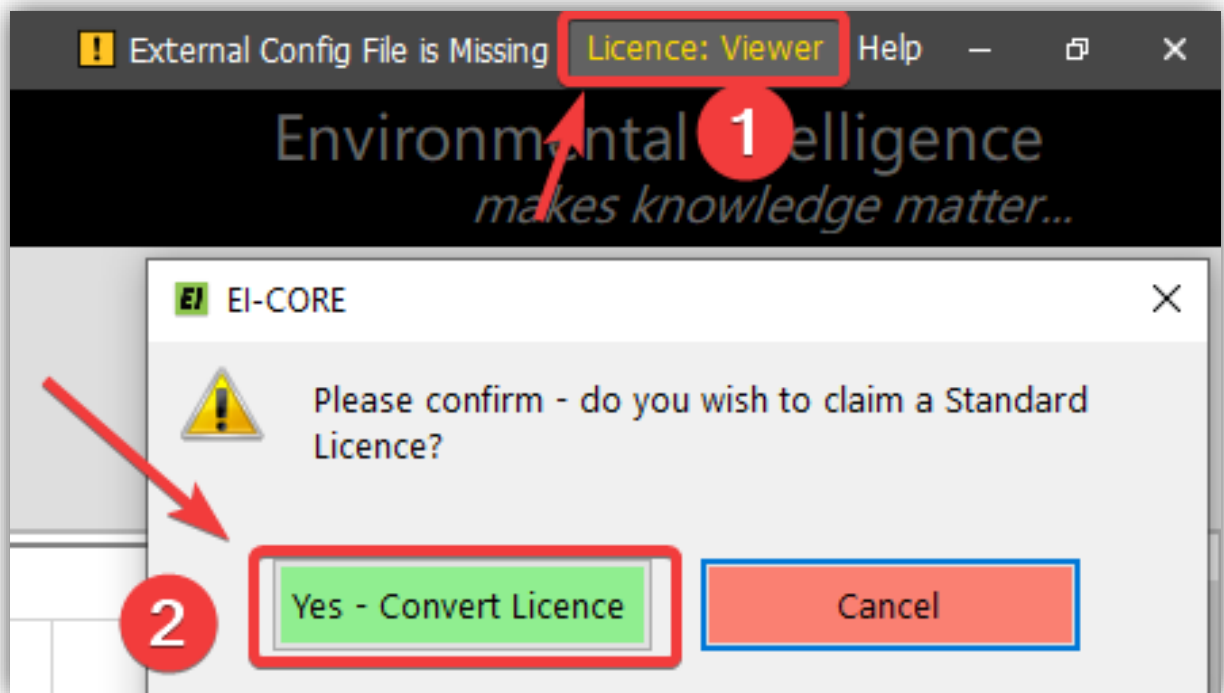 ! External Config File is Missing Licence: Viewer Help
1
Environmental elligence
makes knowledge matter...
EI EI-CORE
Please confirm - do you wish to claim a Standard
Licence?
2
Yes - Convert Licence Cancel